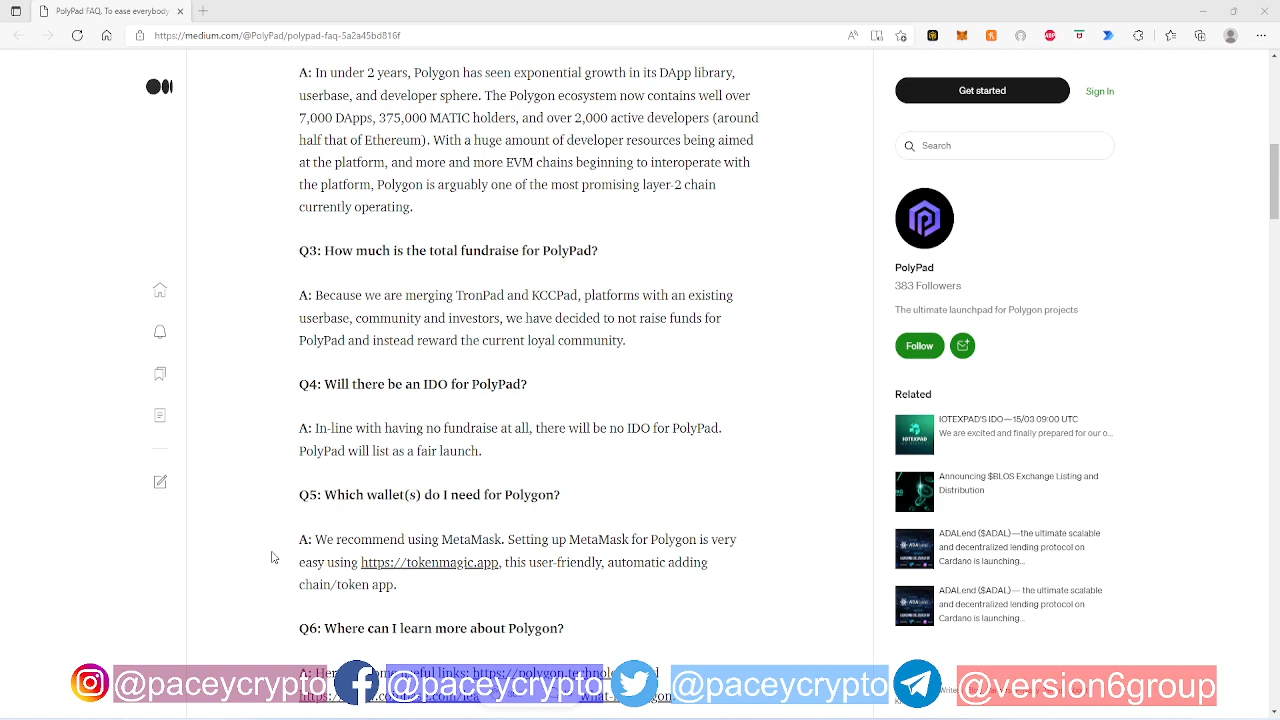 PolyPad FAQ. To ease everybody
https://medium.com/@PolyPad/polypad-faq-5a2a45bd816f
A: In under 2 years, Polygon has seen exponential growth in its DApp library,
userbase, and developer sphere. The Polygon ecosystem now contains well over
7,000 DApps, 375,000 MATIC holders, and over 2,000 active developers (around
half that of Etherium). With a huge amount of developer resources being aimed
at the platform, and more and more EVM chains beginning to interoperate with
the platform, Polygon is arguably one of the most promising layer-2 chain
currently operating.
Q3: How much is the total fundraise for PolyPad?
A: Because we are merging TronPad and KCCPad, platforms with an existing
userbase, community and investors, we have decided to not raise funds for
PolyPad and instead reward the current loyal community.
Q4: Will there be an IDO for PolyPad?
A: In-line with having no fundraise at all, there will be no IDO for PolyPad.
PolyPad will list as a fair launch.
Q5: Which wallet(s) do I need for Polygon?
A: We recommend using MetaMask. Setting up MetaMask for Polygon is very
easy using https://tokenmagic.app, this user-friendly, automatic adding
chain/token app.
Q6: Where can I learn more about Polygon?
https://polygon.technol
Get started
Sign In
Search
PolyPad
383 Followers
The ultimate launchpad for Polygon projects
Follow
Related
IOTEXPAD'S IDO—15/03 09:00 UTC
We are excited and finally prepared for our o...
Announcing $BLOS Exchange Listing and
Distribution
ADALend ($ADAL)—the ultimate scalable
and decentralized lending protocol on
Cardano is launching...
ADALend ($ADAL)— the ultimate scalable
and decentralized lending protocol on
Cardano is launching...
@paceycrypto
@paceycrypto
@paceycrypto
@version6group